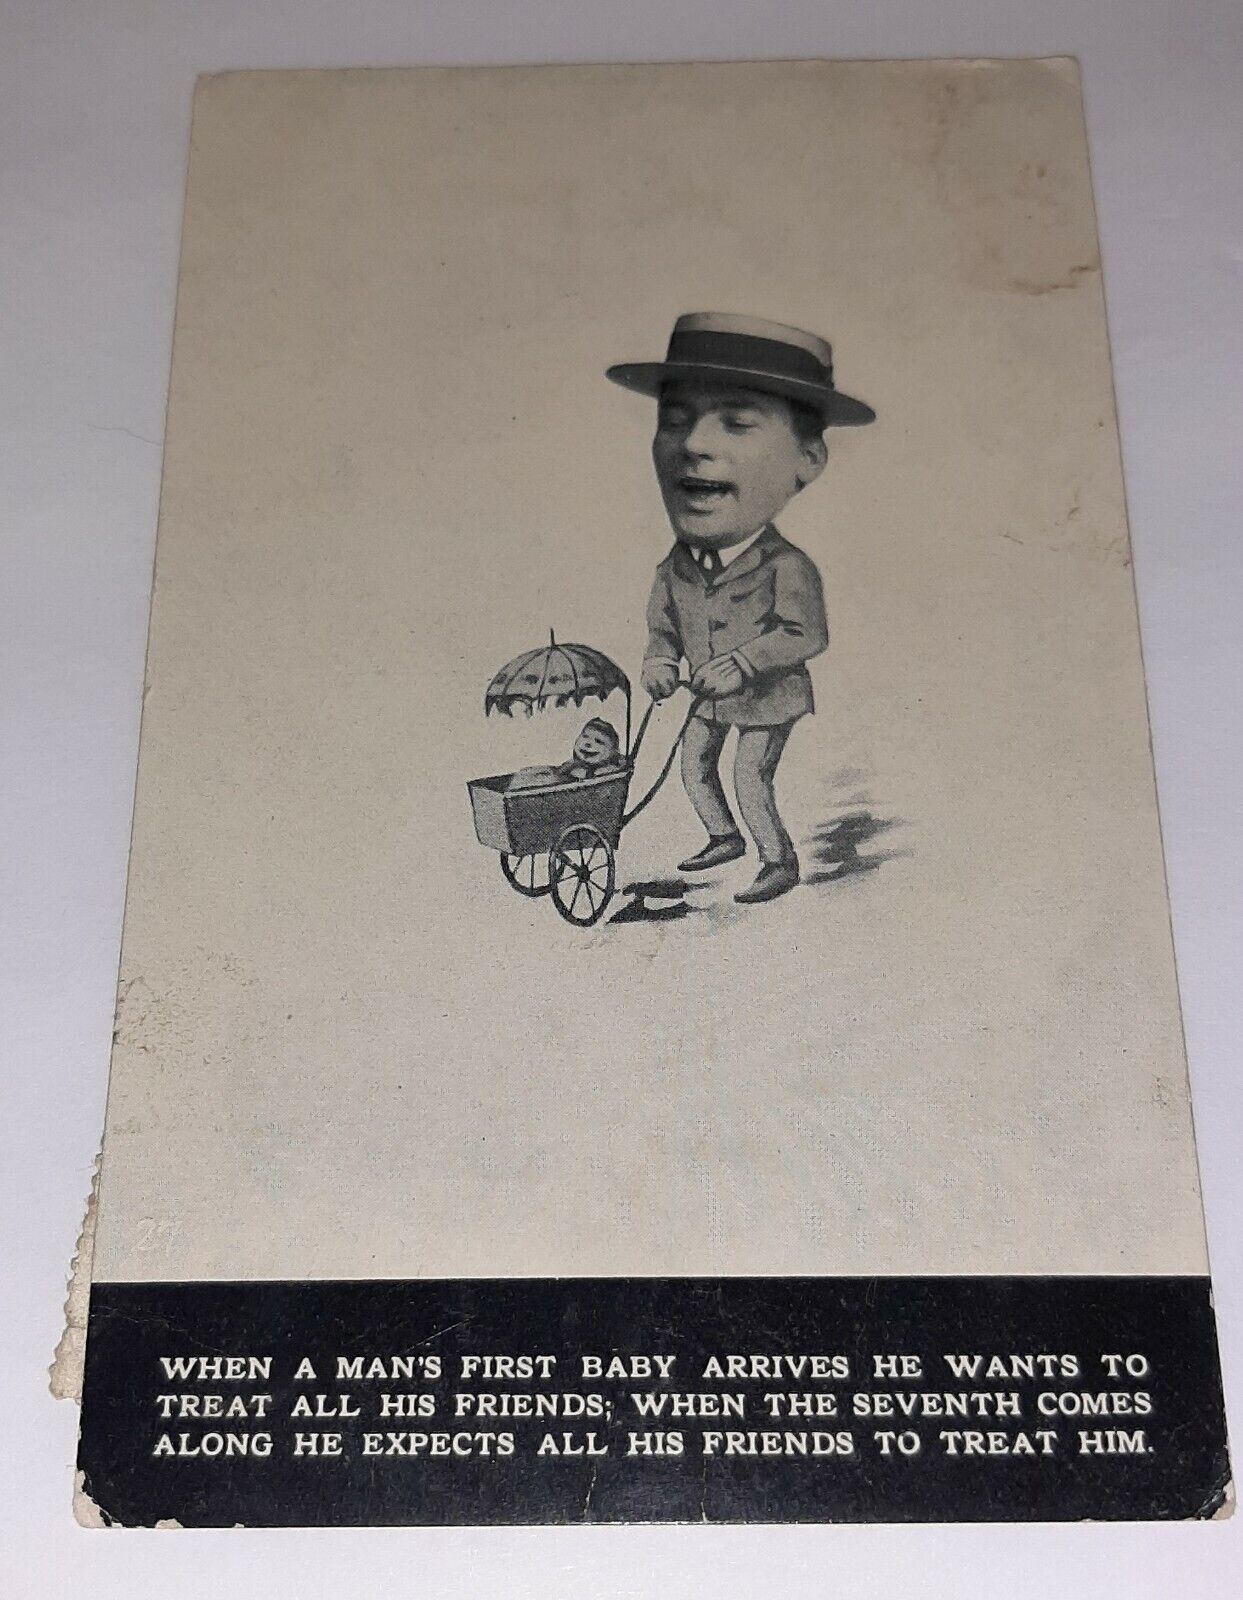 27
WHEN A MAN'S FIRST BABY ARRIVES HE WANTS TO
TREAT ALL HIS FRIENDS; WHEN THE SEVENTH COMES
ALONG HE EXPECTS ALL HIS FRIENDS TO TREAT HIM.